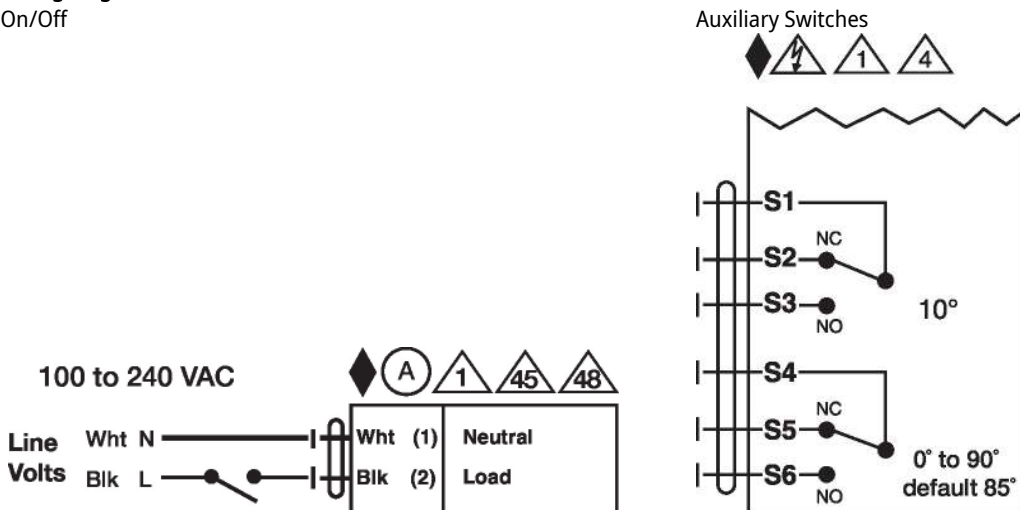 On/Off
Auxiliary Switches
1 4
S1
NC
S2
S3
10°
NO
S4
NC
S5
0° to 90°
default 85°
S6
NO
100 to 240 VAC
A 1 45 48
Line Volts
Wht N
Wht (1) Neutral
Blk L
Blk (2) Load